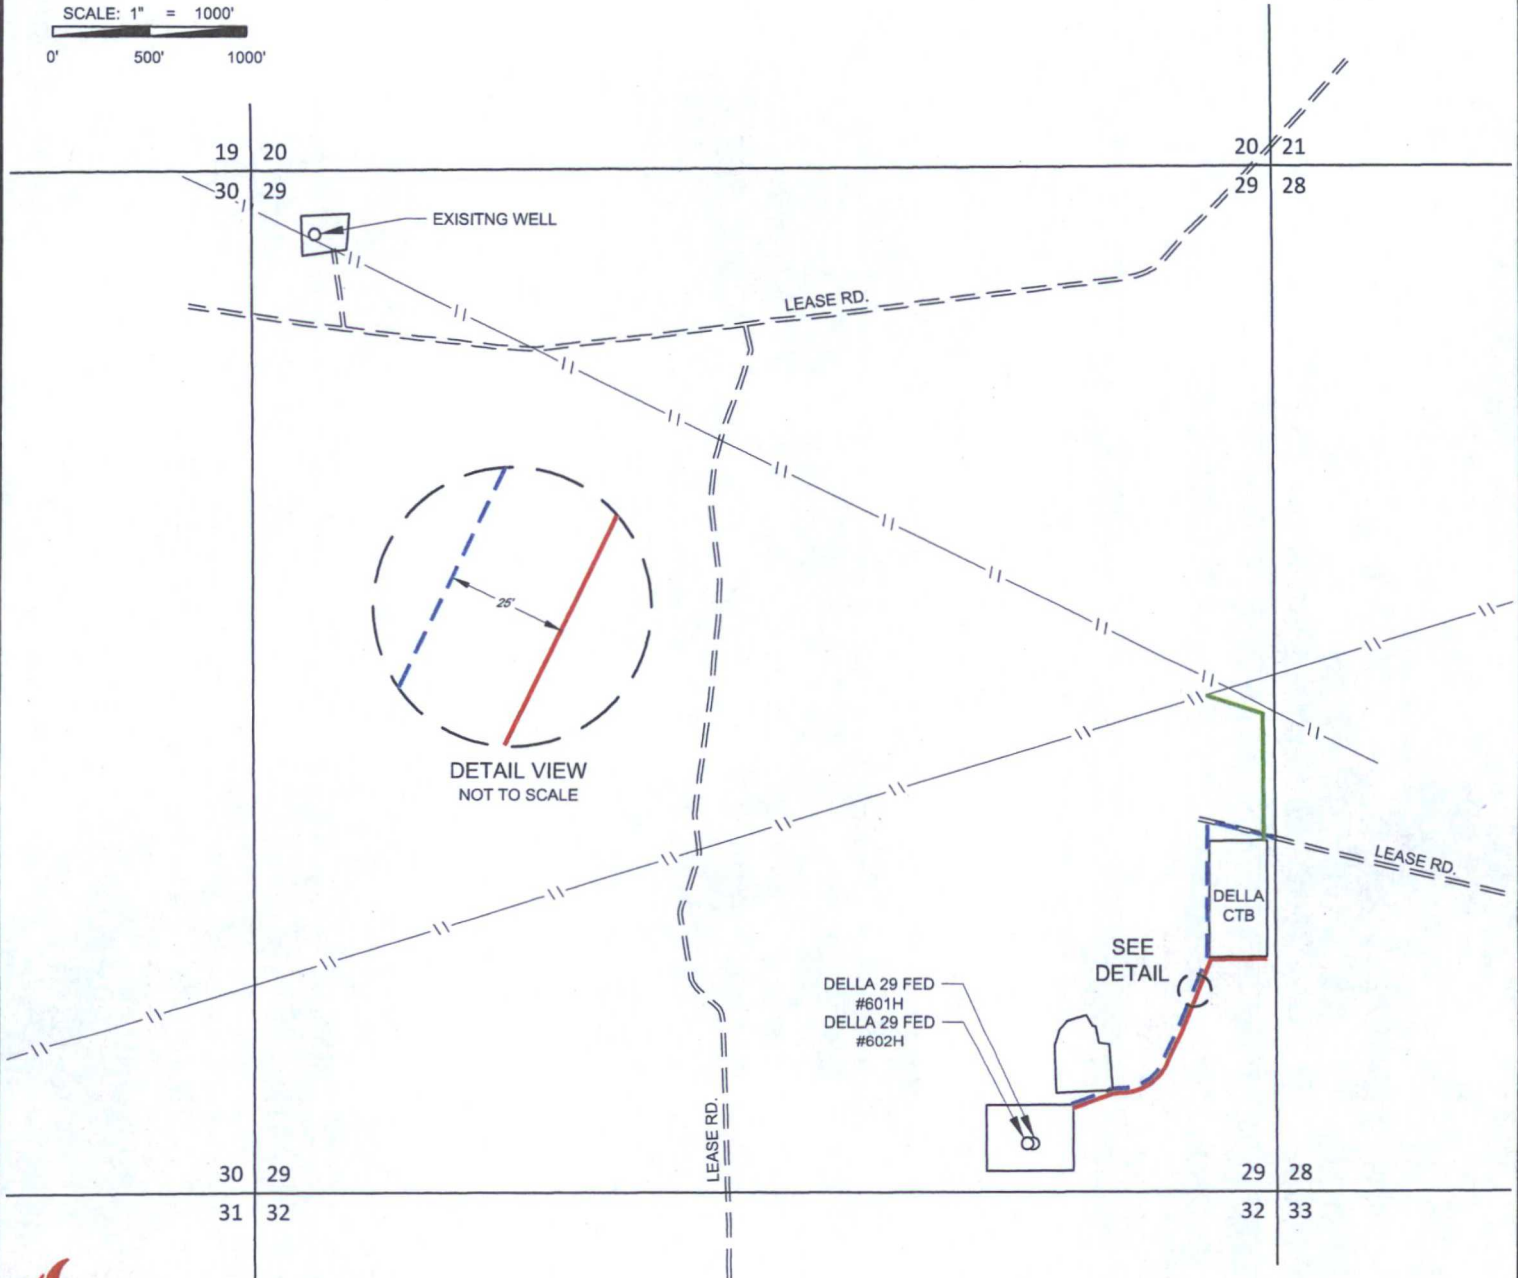 SCALE: 1" = 1000'
0' 500' 1000'
19 20
20 21
30 29
29 28
EXISITNG WELL
LEASE RD.
25'
DETAIL VIEW
NOT TO SCALE
LEASE RD.
DELLA
CTB
SEE
DETAIL
DELLA 29 FED
#601H
DELLA 29 FED
#602H
LEASE RD.
30 29
29 28
31 32
32 33